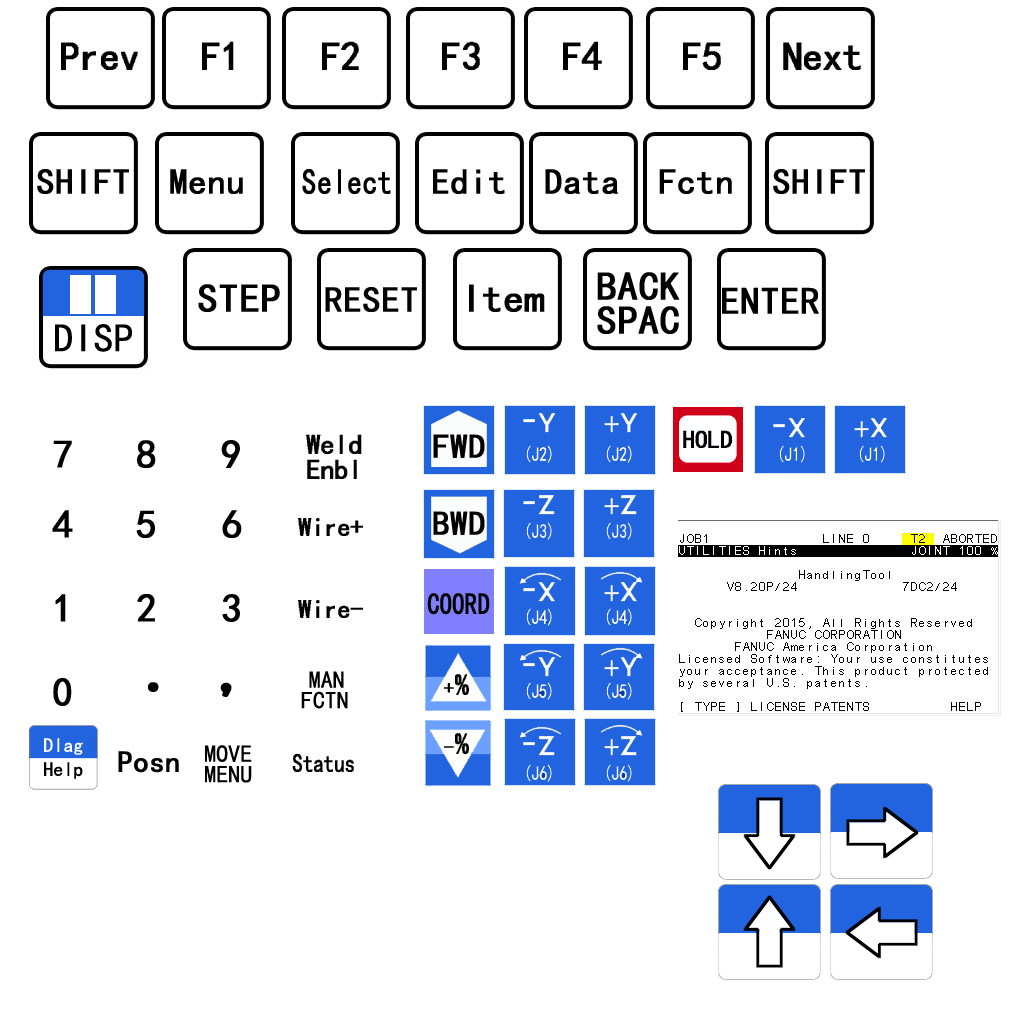 Prev F1 F2 F3 F4 F5 Next
SHIFT Menu Select Edit Data Fctn SHIFT
DISP STEP RESET Item BACK SPAC ENTER
7 8 9 Weld Enbl
4 5 6 Wire+
1 2 3 Wire-
0 . , MAN FCTN
DIag Help Posn MOVE MENU Status
FWD -Y (J2) +Y (J2) HOLD -X (J1) +X (J1)
BWD -Z (J3) +Z (J3)
COORD -X (J4) +X (J4)
+% -Y (J5) +Y (J5)
-% -Z (J6) +Z (J6)
JOB1 LINE 0 T2 ABORTED
UTILITIES Hints JOINT 100 %
HandlingTool
V8.20P/24 7DC2/24
Copyright 2015, All Rights Reserved
FANUC CORPORATION
FANUC America Corporation
Licensed Software: Your use constitutes
your acceptance. This product protected
by several U.S. patents.
[ TYPE ] LICENSE PATENTS HELP